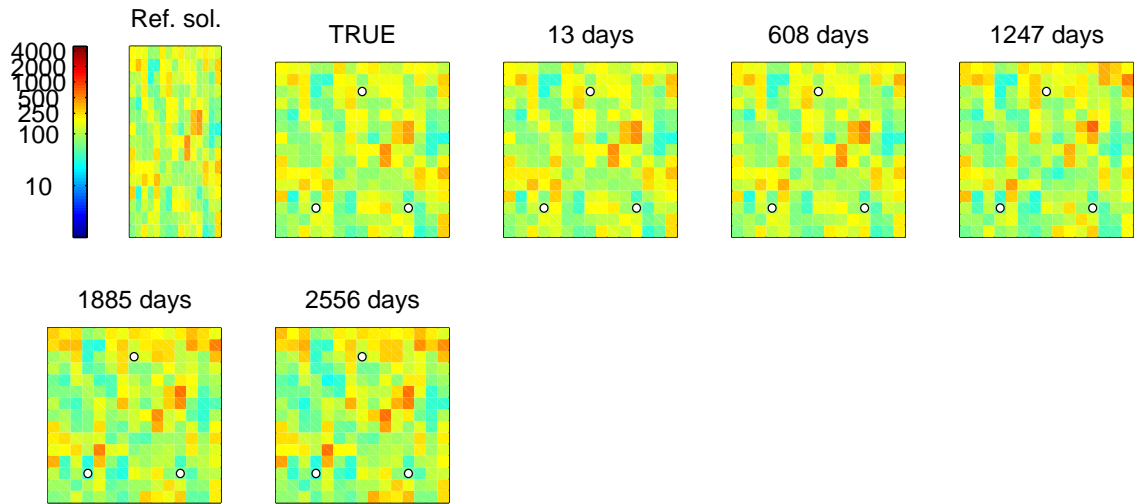 Ref. sol.
TRUE
13 days
608 days
1247 days
4000
2000
1000
500
250
100
10
1885 days
2556 days